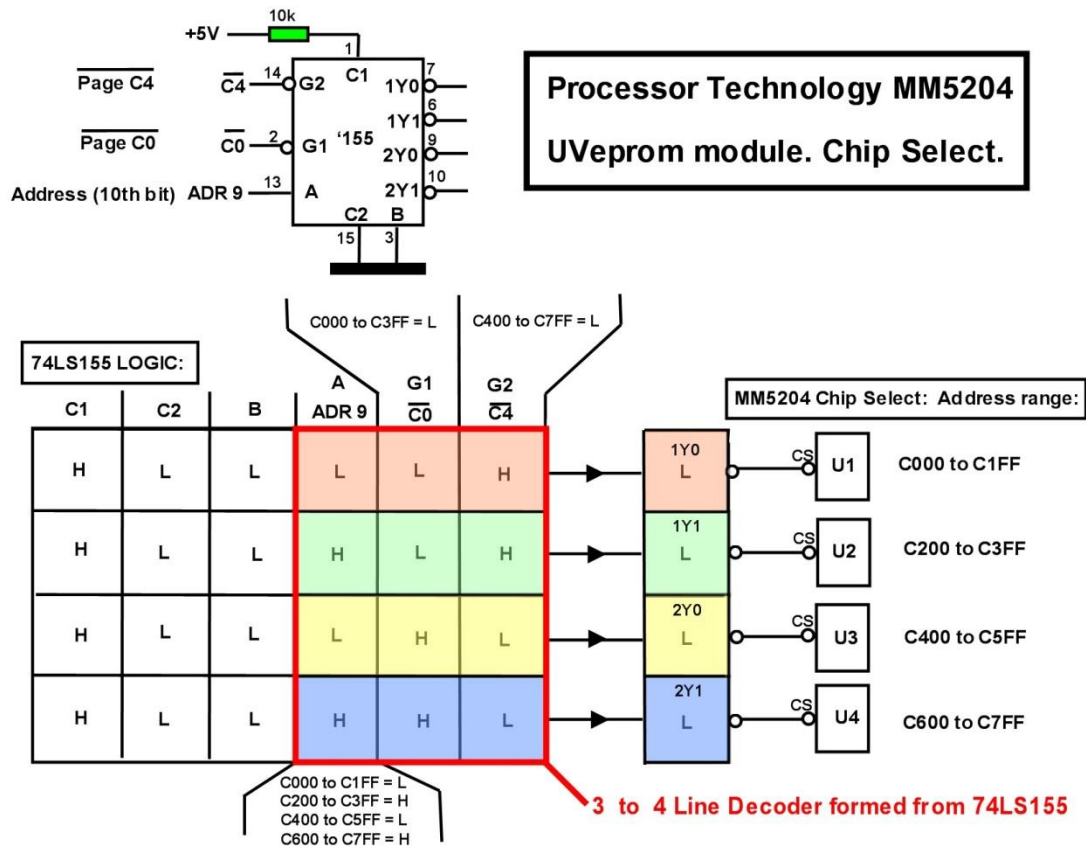 10k
+5V
1
Page C4 C4 14 G2 C1 1Y0 7
1Y1 6
Page C0 C0 2 G1 '155 2Y0 9
Address (10th bit) ADR 9 13 A 2Y1 10
C2 B
15 3
Processor Technology MM5204
UVeprom module. Chip Select.
C000 to C3FF = L C400 to C7FF = L
74LS155 LOGIC:
A G1 G2
C1 C2 B ADR 9 C0 C4
MM5204 Chip Select: Address range:
H L L L L H 1Y0 L CS U1 C000 to C1FF
H L L H L H 1Y1 L CS U2 C200 to C3FF
H L L L H L 2Y0 L CS U3 C400 to C5FF
H L L H H L 2Y1 L CS U4 C600 to C7FF
C000 to C1FF = L
C200 to C3FF = H
C400 to C5FF = L
C600 to C7FF = H
3 to 4 Line Decoder formed from 74LS155